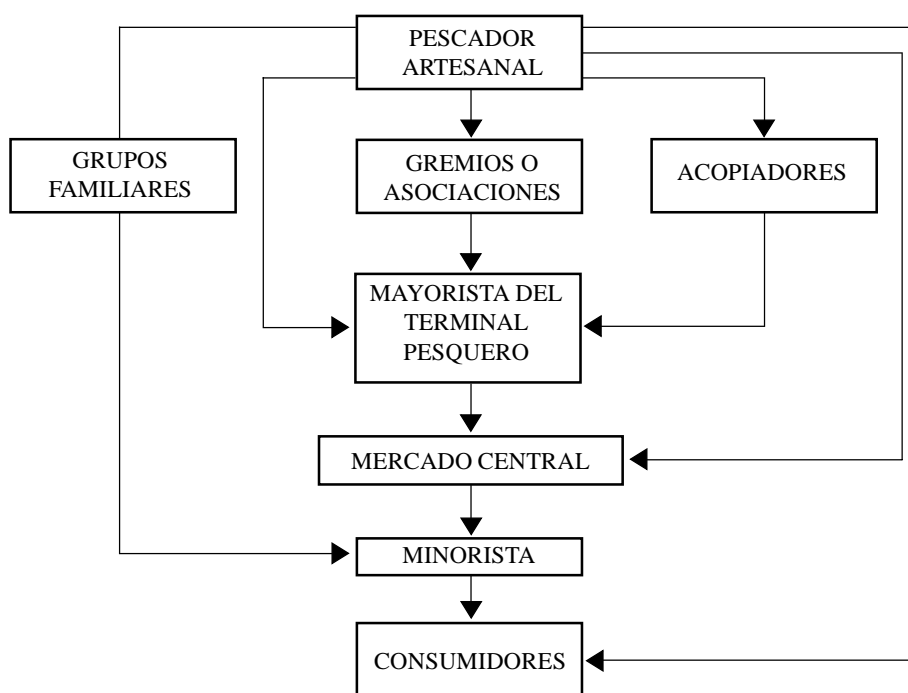 PESCADOR
ARTESANAL
GRUPOS
FAMILIARES
GREMIOS O
ASOCIACIONES
ACOPIADORES
MAYORISTA DEL
TERMINAL
PESQUERO
MERCADO CENTRAL
MINORISTA
CONSUMIDORES